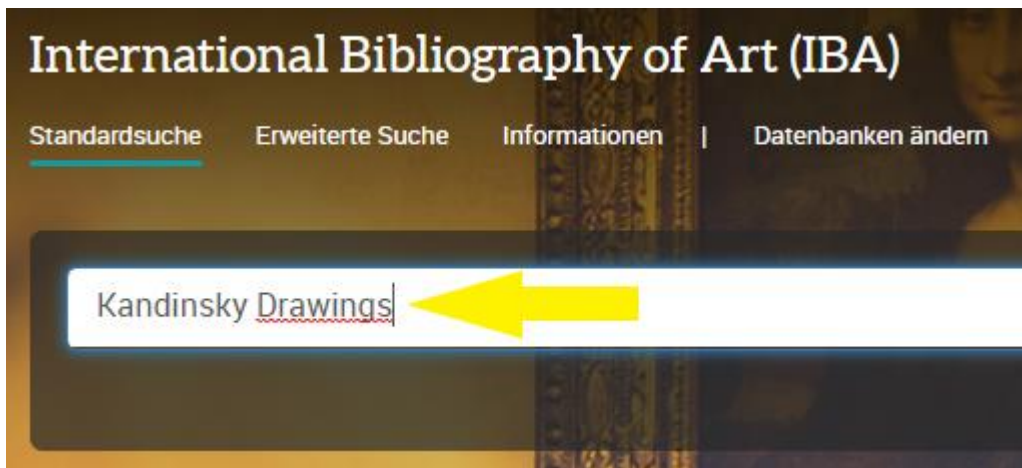 International Bibliography of Art (IBA)
Standardsuche Erweiterte Suche Informationen | Datenbanken ändern
Kandinsky Drawings